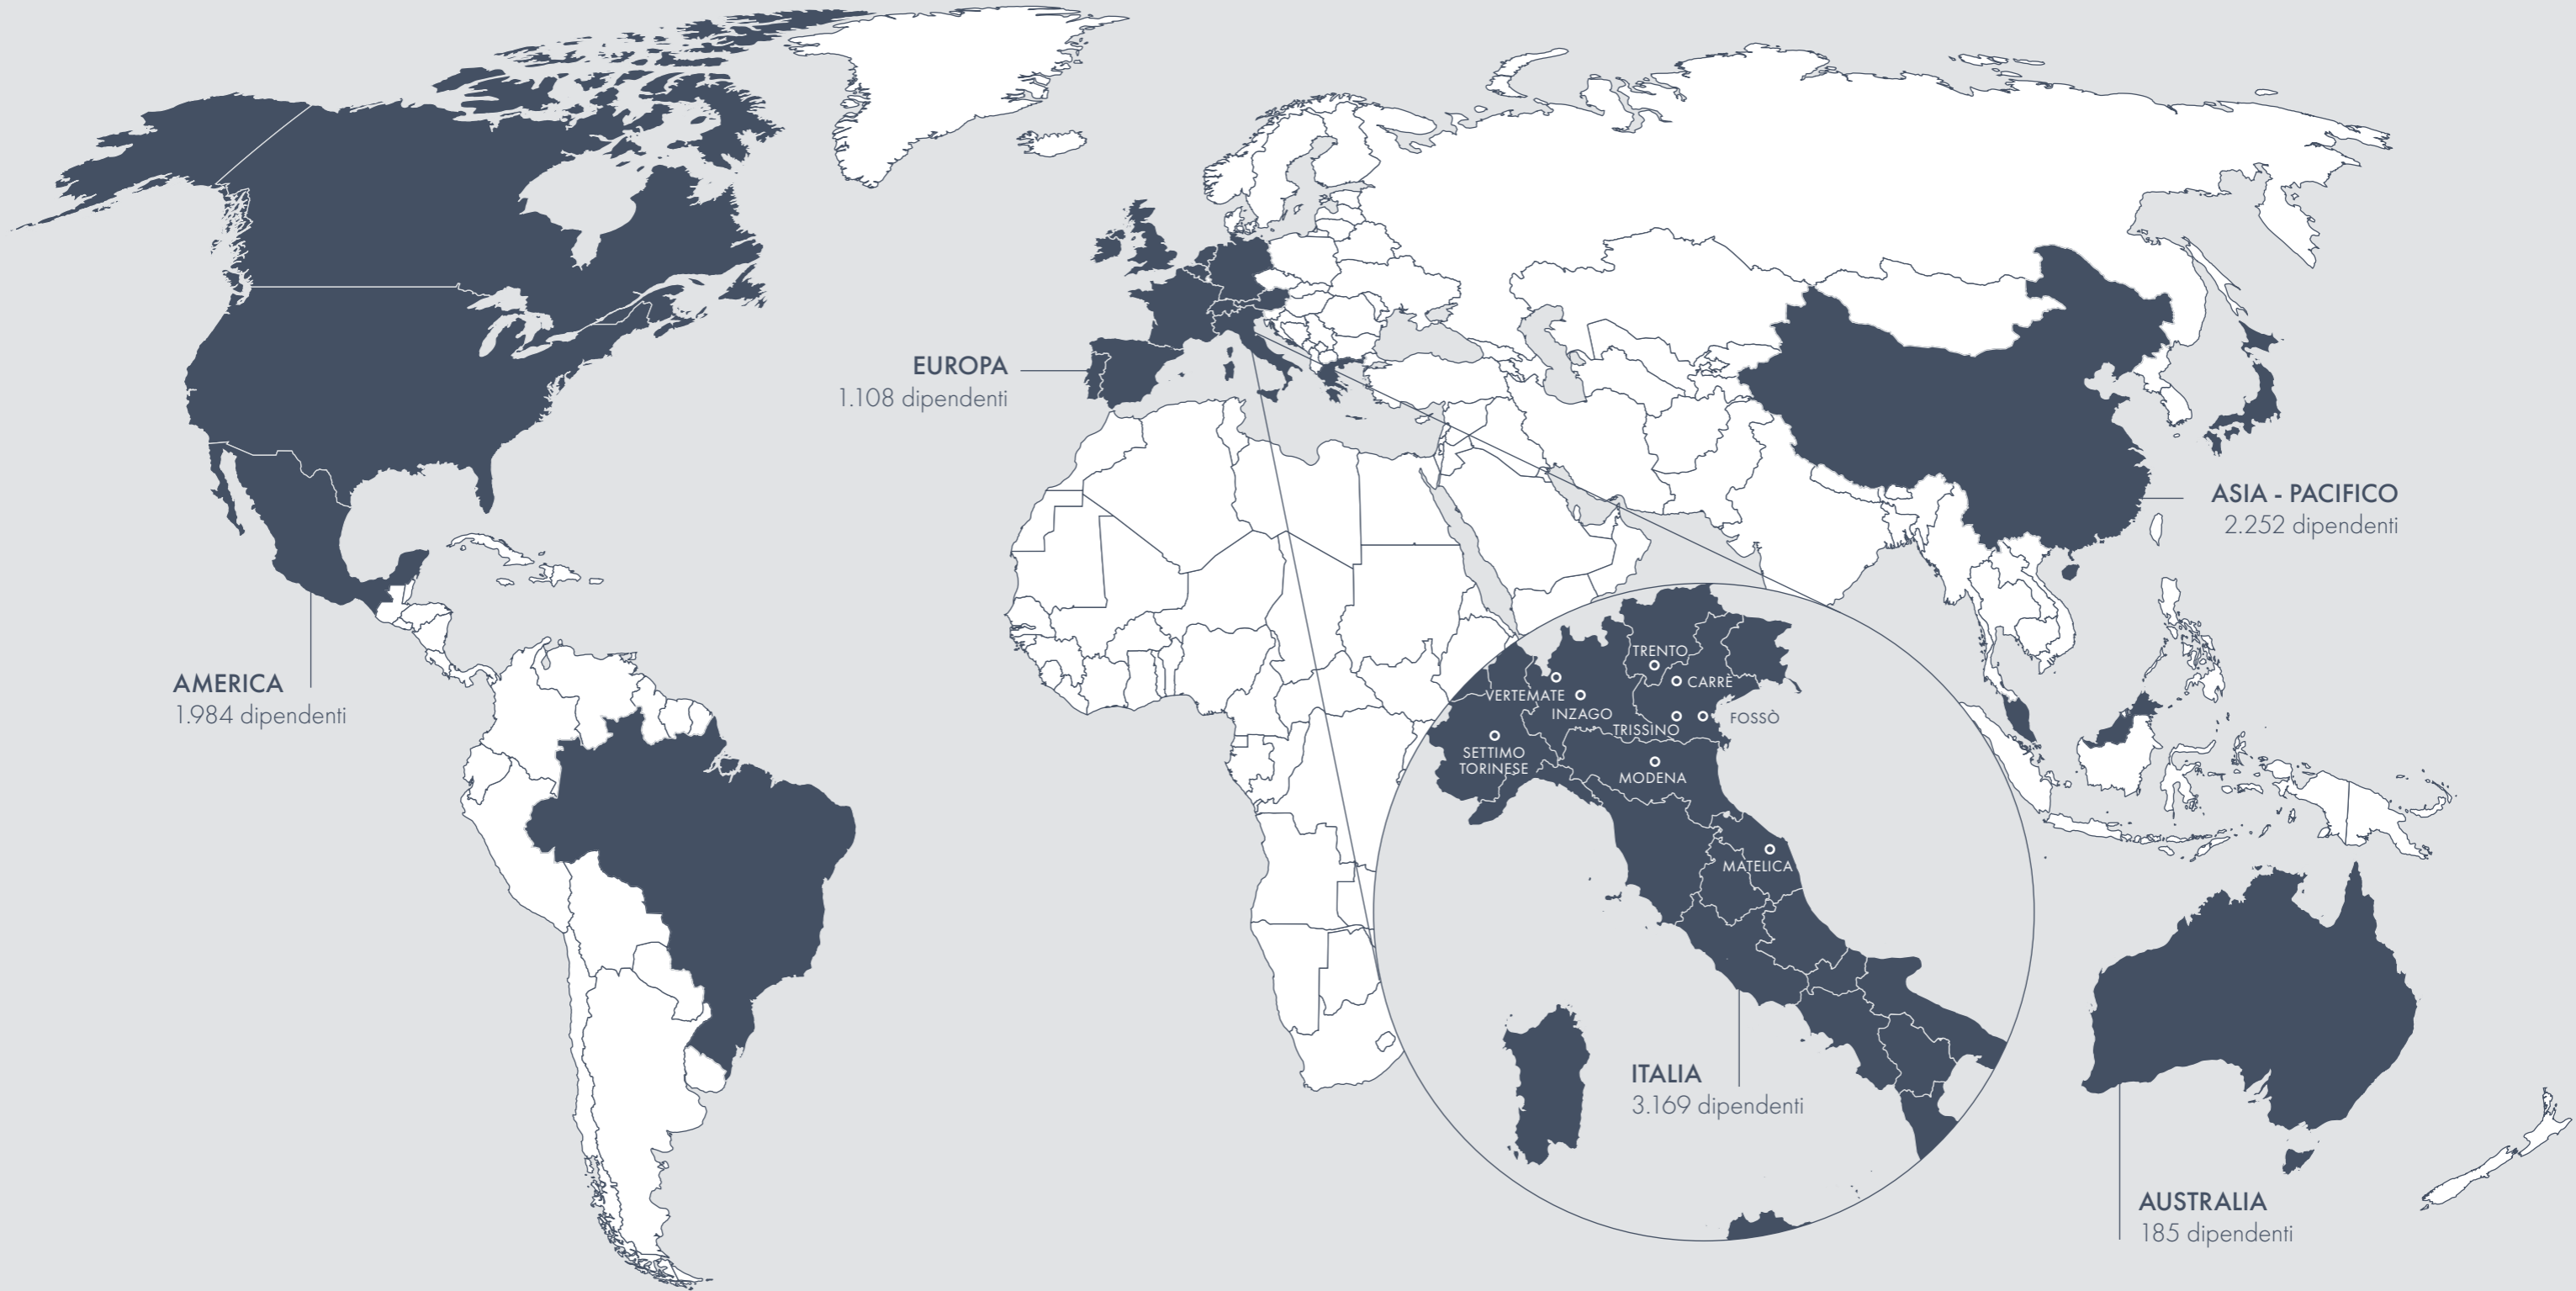 EUROPA
1.108 dipendenti
ASIA - PACIFICO
2.252 dipendenti
AMERICA
1.984 dipendenti
TRENTO
CARRÈ
VERTEMATE
INZAGO
TRISSINO
FOSSÒ
SETTIMO
TORINESE
MODENA
MATELICA
ITALIA
3.169 dipendenti
AUSTRALIA
185 dipendenti